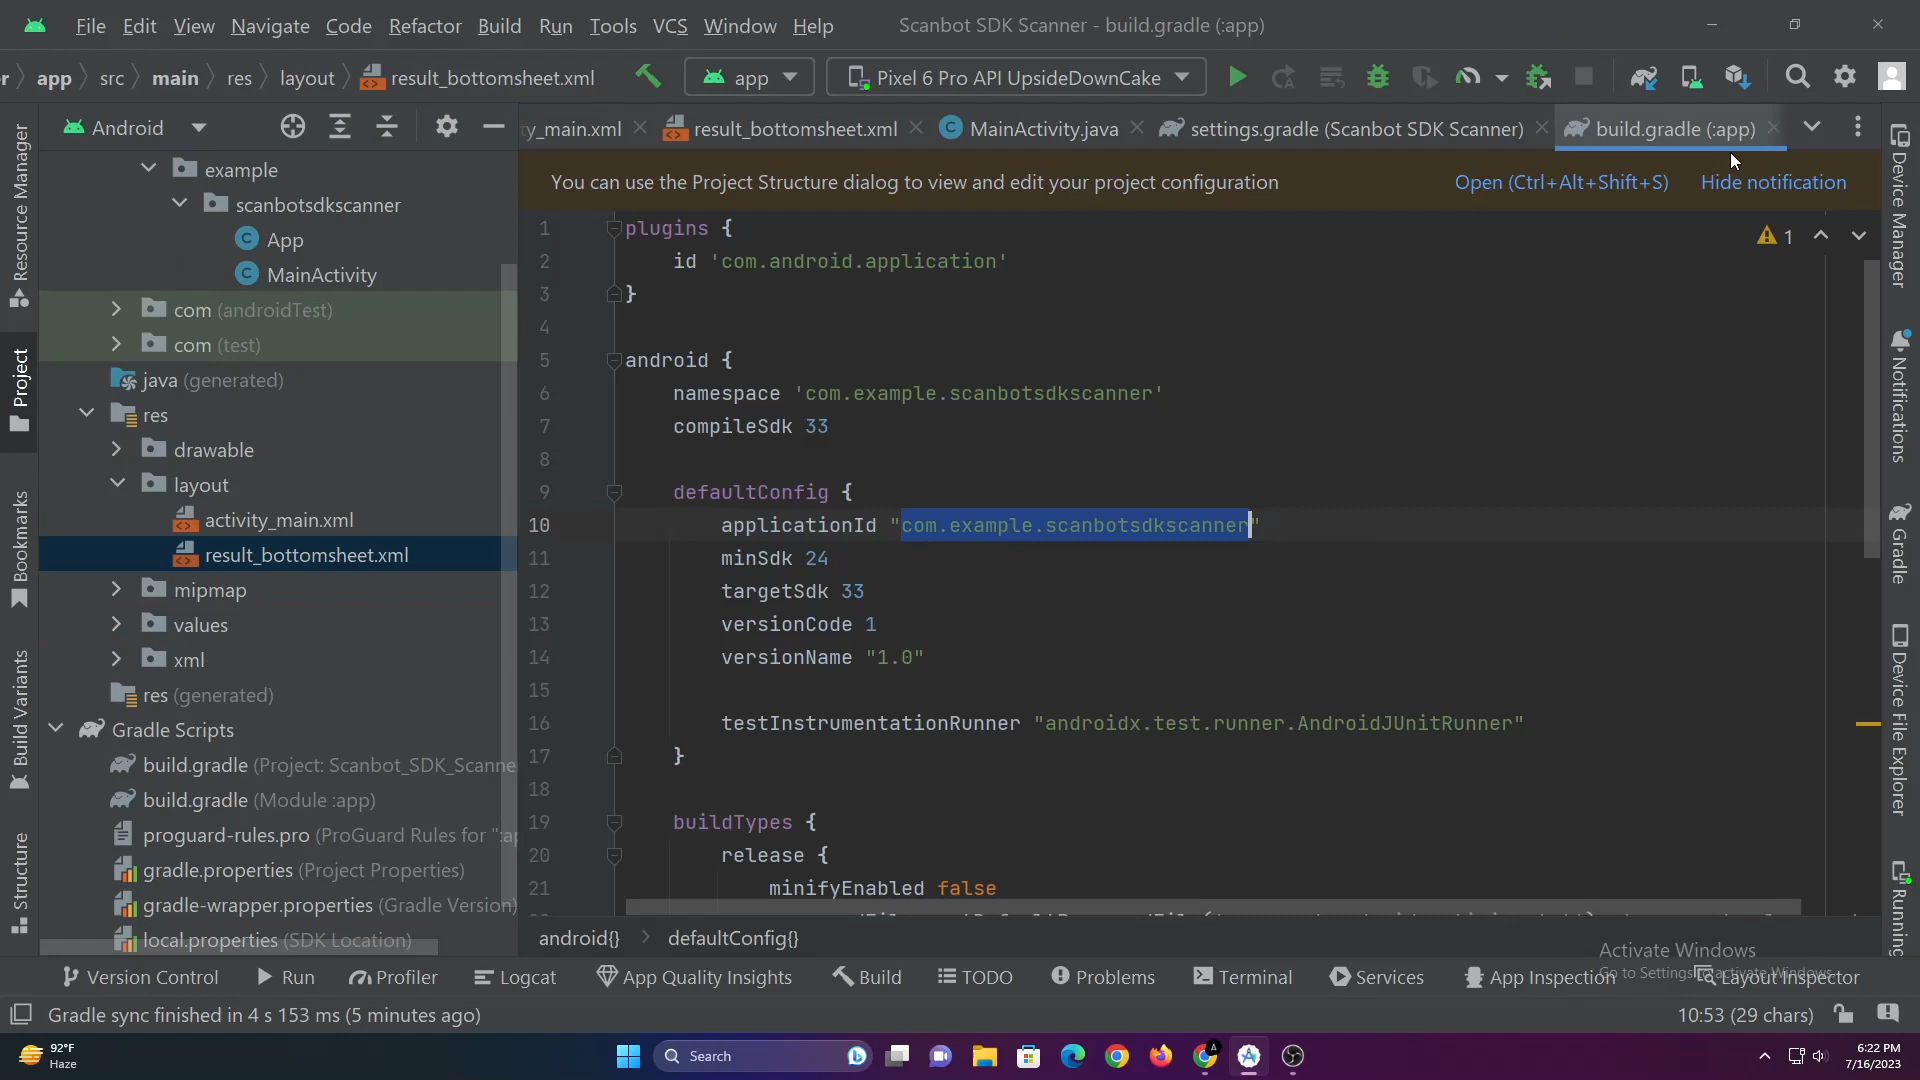 File Edit View Navigate Code Refactor Build Run Tools VCS Window Help Scanbot SDK Scanner - build.gradle (:app)
app src main res layout result_bottomsheet.xml app Pixel 6 Pro API UpsideDownCake
Android
y_main.xml result_bottomsheet.xml MainActivity.java settings.gradle (Scanbot SDK Scanner) build.gradle (:app)
You can use the Project Structure dialog to view and edit your project configuration Open (Ctrl+Alt+Shift+S) Hide notification
Resource Manager
Project
Bookmarks
Build Variants
Structure
example
scanbotsdkscanner
App
MainActivity
com (androidTest)
com (test)
java (generated)
res
drawable
layout
activity_main.xml
result_bottomsheet.xml
mipmap
values
xml
res (generated)
Gradle Scripts
build.gradle (Project: Scanbot_SDK_Scanne
build.gradle (Module :app)
proguard-rules.pro (ProGuard Rules for ":ap
gradle.properties (Project Properties)
gradle-wrapper.properties (Gradle Version)
local.properties (SDK Location)
1 plugins {
2 id 'com.android.application'
3 }
4
5 android {
6 namespace 'com.example.scanbotsdkscanner'
7 compileSdk 33
8
9 defaultConfig {
10 applicationId "com.example.scanbotsdkscanner"
11 minSdk 24
12 targetSdk 33
13 versionCode 1
14 versionName "1.0"
15
16 testInstrumentationRunner "androidx.test.runner.AndroidJUnitRunner"
17 }
18
19 buildTypes {
20 release {
21 minifyEnabled false
1
android{} defaultConfig{}
Device Manager
Notifications
Gradle
Device File Explorer
Running
Activate Windows
Go to Settings to activate Windows.
Version Control Run Profiler Logcat App Quality Insights Build TODO Problems Terminal Services App Inspection Layout Inspector
Gradle sync finished in 4 s 153 ms (5 minutes ago) 10:53 (29 chars)
92°F
Haze
Search
6:22 PM
7/16/2023